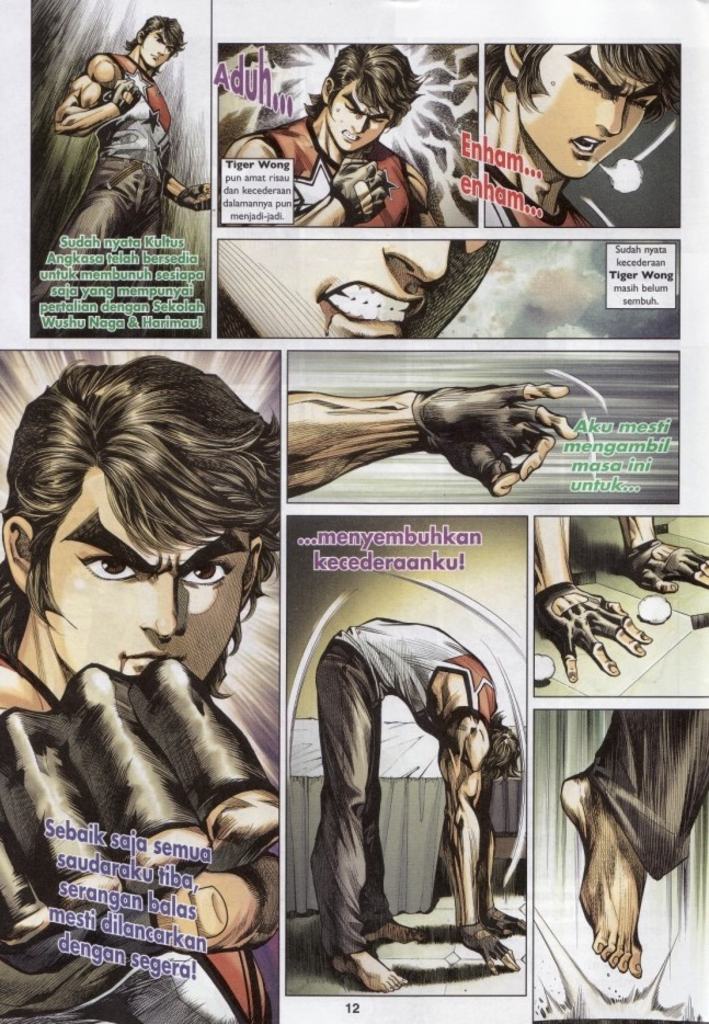 Sudah nyata Kultus
Angkasa telah bersedia
untuk membunuh sesiapa
saja yang mempunyai
pertalian dengan Sekolah
Wushu Naga & Harimau!
Aduh...
Tiger Wong
pun amat risau
dan kecederaan
dalamannya pun
menjadi-jadi.
Enham...
enham...
Sudah nyata
kecederaan
Tiger Wong
masih belum
sembuh.
Sebaik saja semua
saudaraku tiba,
serangan balas
mesti dilancarkan
dengan segera!
Aku mesti
mengambil
masa ini
untuk...
...menyembuhkan
kecederaanku!
12